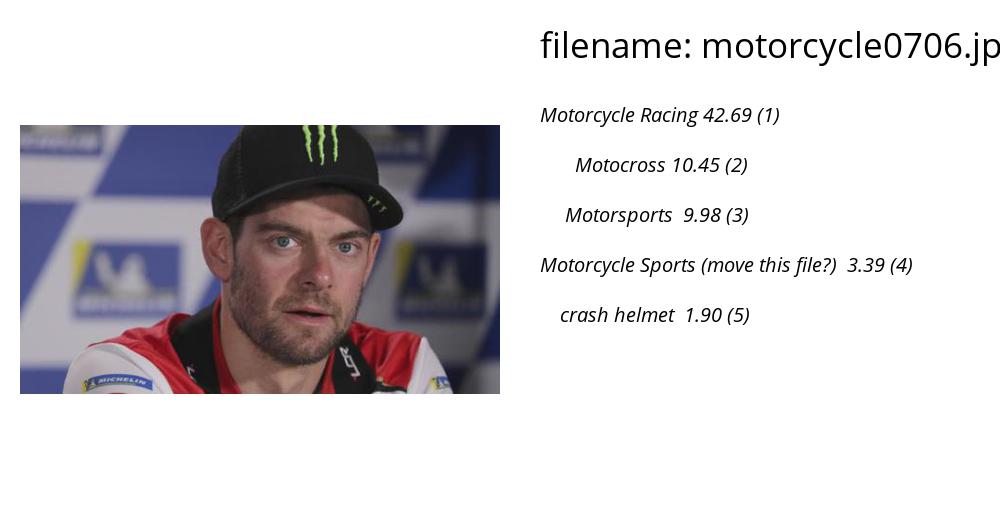 filename: motorcycle0706.jp
Motorcycle Racing 42.69 (1)
Motocross 10.45 (2)
Motorsports 9.98 (3)
Motorcycle Sports (move this file?) 3.39 (4)
crash helmet 1.90 (5)
MICHELIN